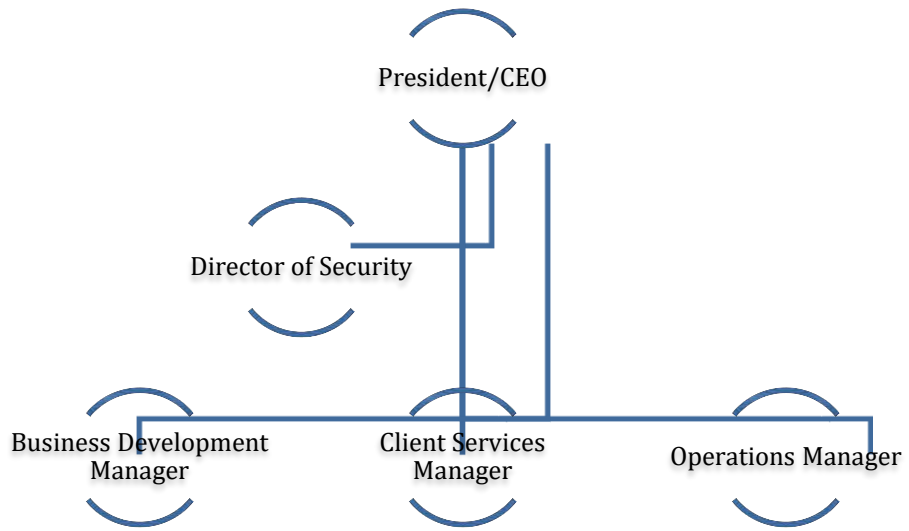 President/CEO
Director of Security
Business Development
Manager
Client Services
Manager
Operations Manager